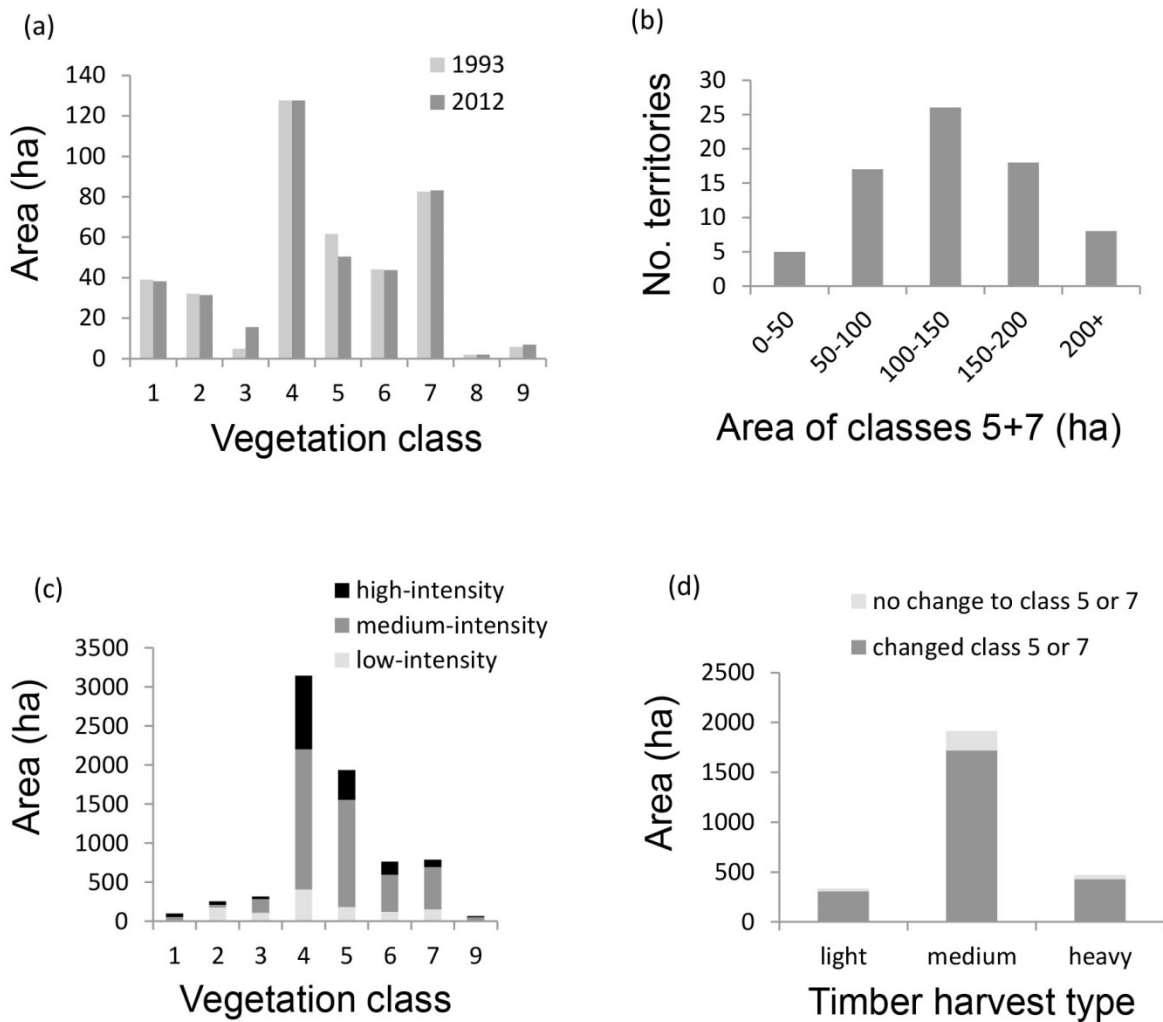 (a)
1993
2012
140
120
100
80
60
40
20
0
Area (ha)
1 2 3 4 5 6 7 8 9
Vegetation class
(b)
30
25
20
15
10
5
0
No. territories
0-50 50-100 100-150 150-200 200+
Area of classes 5+7 (ha)
(c)
high-intensity
medium-intensity
low-intensity
3500
3000
2500
2000
1500
1000
500
0
Area (ha)
1 2 3 4 5 6 7 9
Vegetation class
(d)
no change to class 5 or 7
changed class 5 or 7
2500
2000
1500
1000
500
0
Area (ha)
light medium heavy
Timber harvest type